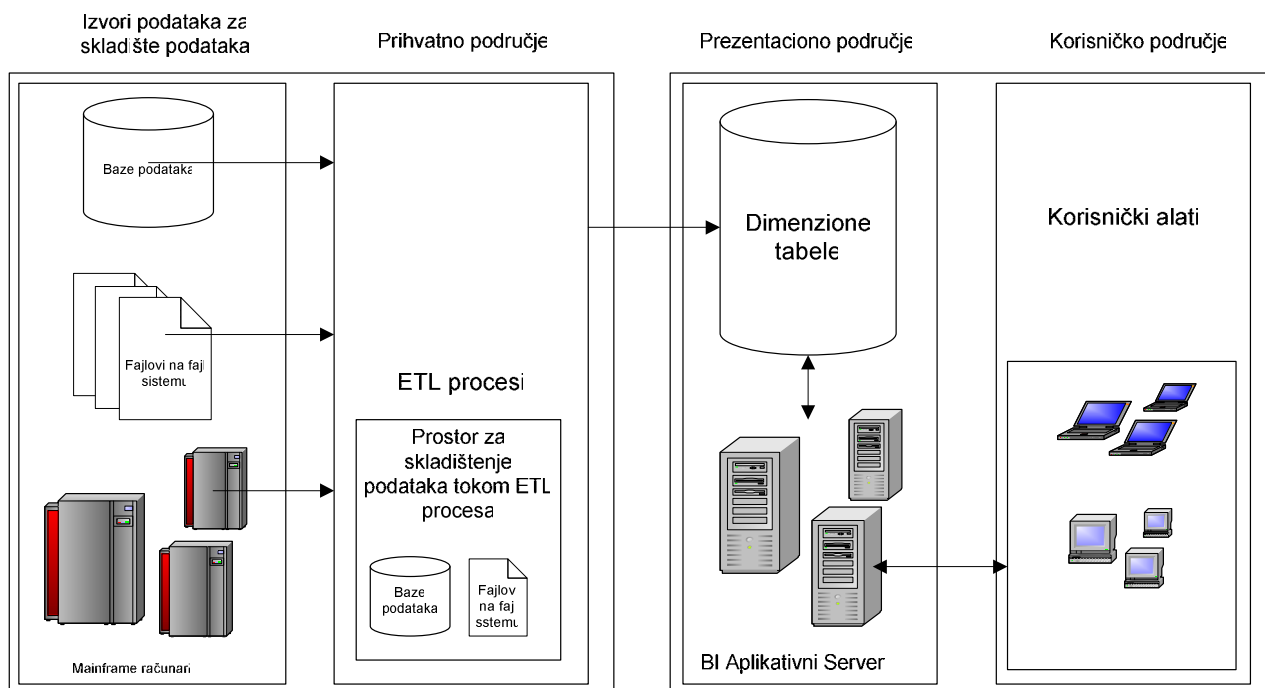 Izvori podataka za
skladište podataka
Prihvatno područje
Prezentaciono područje
Korisničko područje
Baze podataka
Fajlovi na fajl
sistemu
Mainframe računari
ETL procesi
Prostor za
skladištenje
podataka tokom ETL
procesa
Baze
podataka
Fajlov
na faj
sstemu
Dimenzione
tabele
BI Aplikativni Server
Korisnički alati